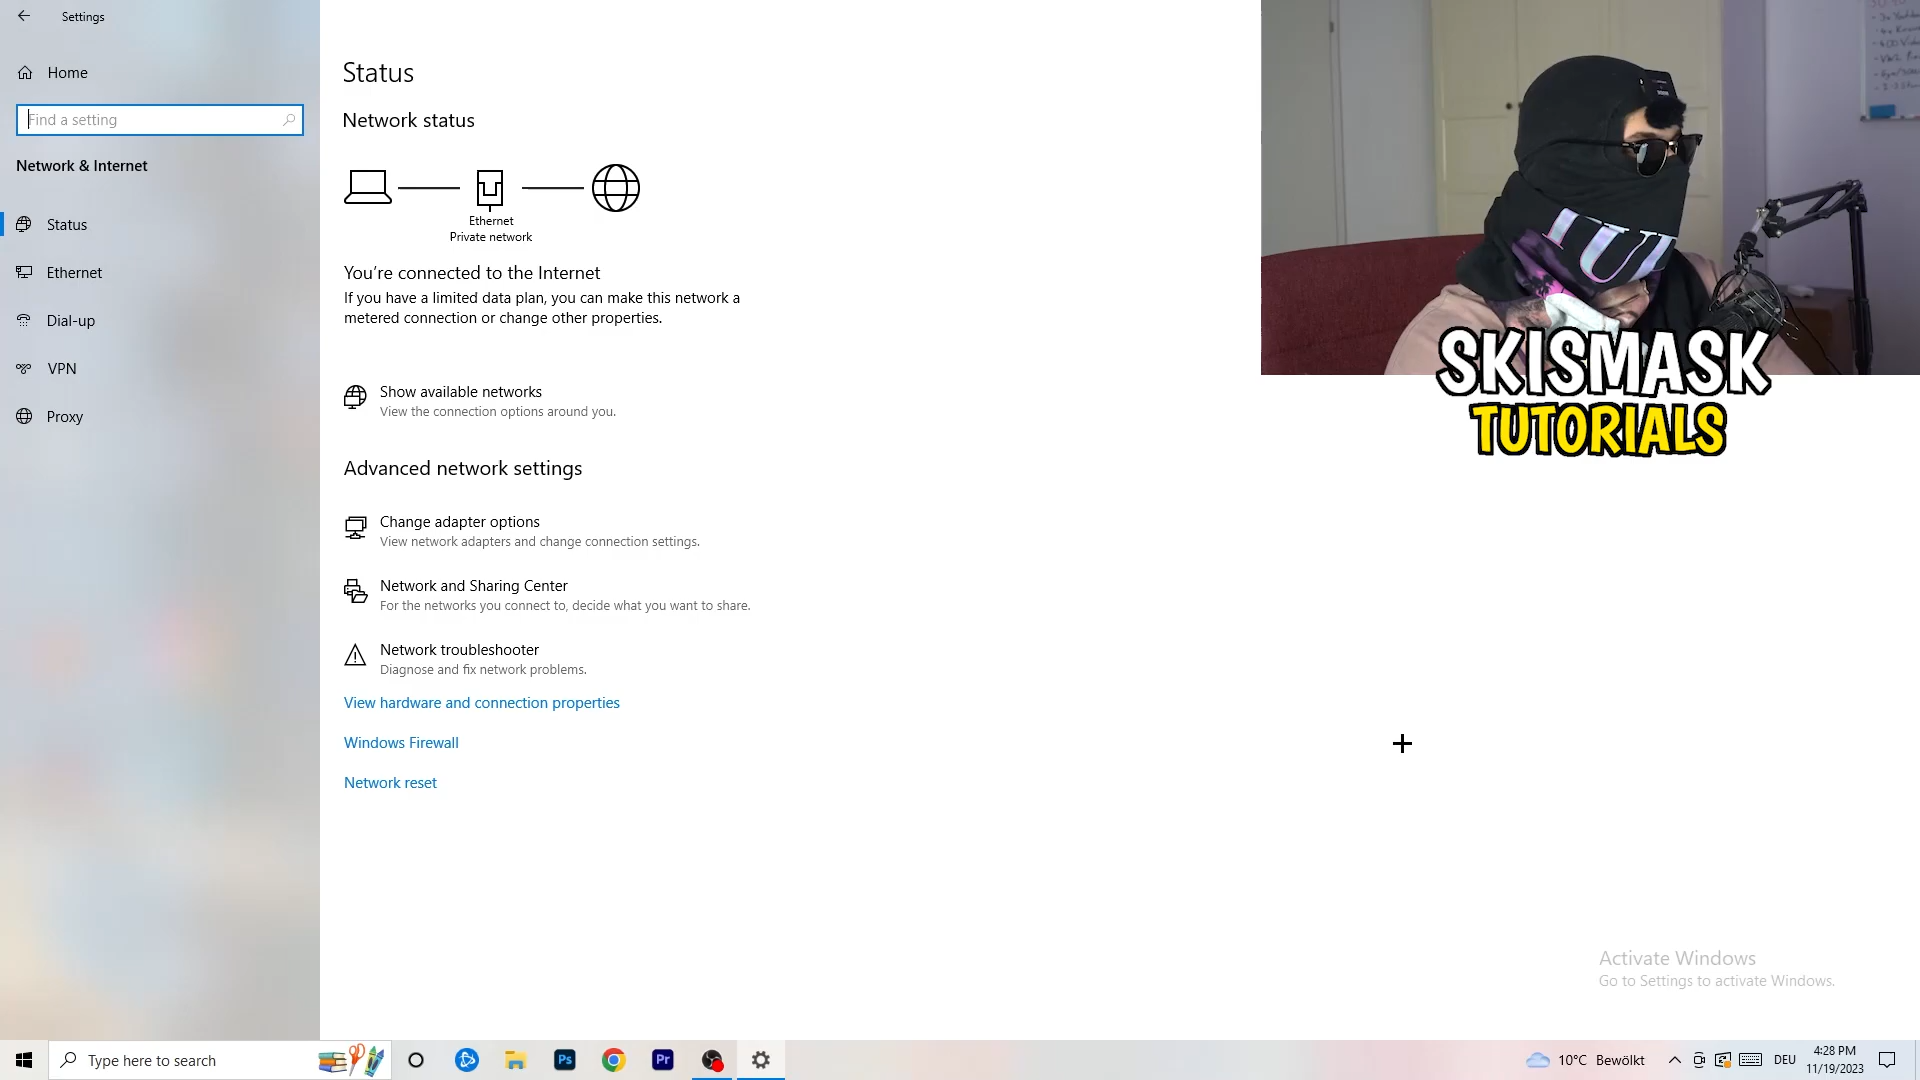 Settings
Home
Find a setting
Network & Internet
Status
Ethernet
Dial-up
VPN
Proxy
Status
Network status
Ethernet
Private network
You're connected to the Internet
If you have a limited data plan, you can make this network a
metered connection or change other properties.
Show available networks
View the connection options around you.
Advanced network settings
Change adapter options
View network adapters and change connection settings.
Network and Sharing Center
For the networks you connect to, decide what you want to share.
Network troubleshooter
Diagnose and fix network problems.
View hardware and connection properties
Windows Firewall
Network reset
SKISMASK
TUTORIALS
Activate Windows
Go to Settings to activate Windows.
Type here to search
Ps
Pr
10°C Bewölkt
DEU
4:28 PM
11/19/2023